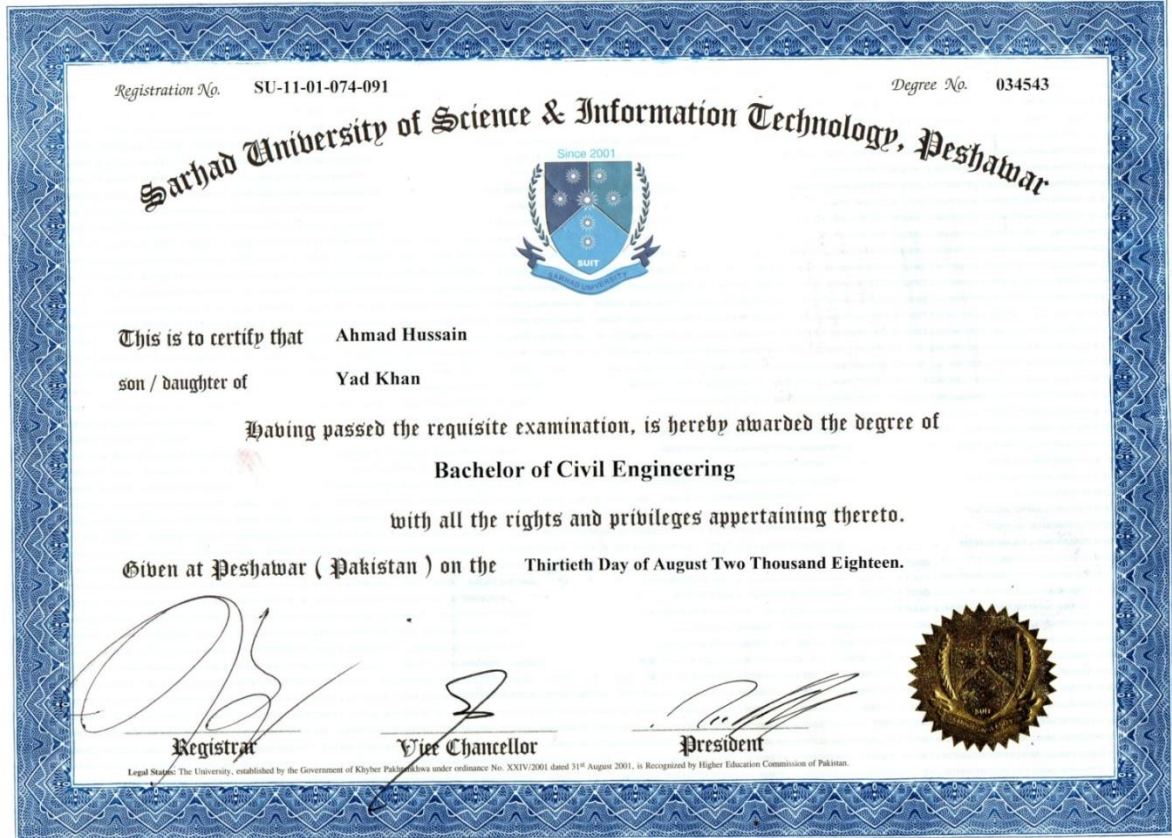 Registration No. SU-11-01-074-091 Degree No. 034543
Sarhad University of Science & Information Technology, Peshawar
Since 2001
SUIT
SARHAD UNIVERSITY
This is to certify that Ahmad Hussain
son / daughter of Yad Khan
Having passed the requisite examination, is hereby awarded the degree of
Bachelor of Civil Engineering
with all the rights and privileges appertaining thereto.
Given at Peshawar ( Pakistan ) on the Thirtieth Day of August Two Thousand Eighteen.
SUIT
Registrar Vice Chancellor President
Legal Status: The University, established by the Government of Khyber Pakhtunkhwa under ordinance No. XXIV/2001 dated 31st August 2001, is Recognized by Higher Education Commission of Pakistan.